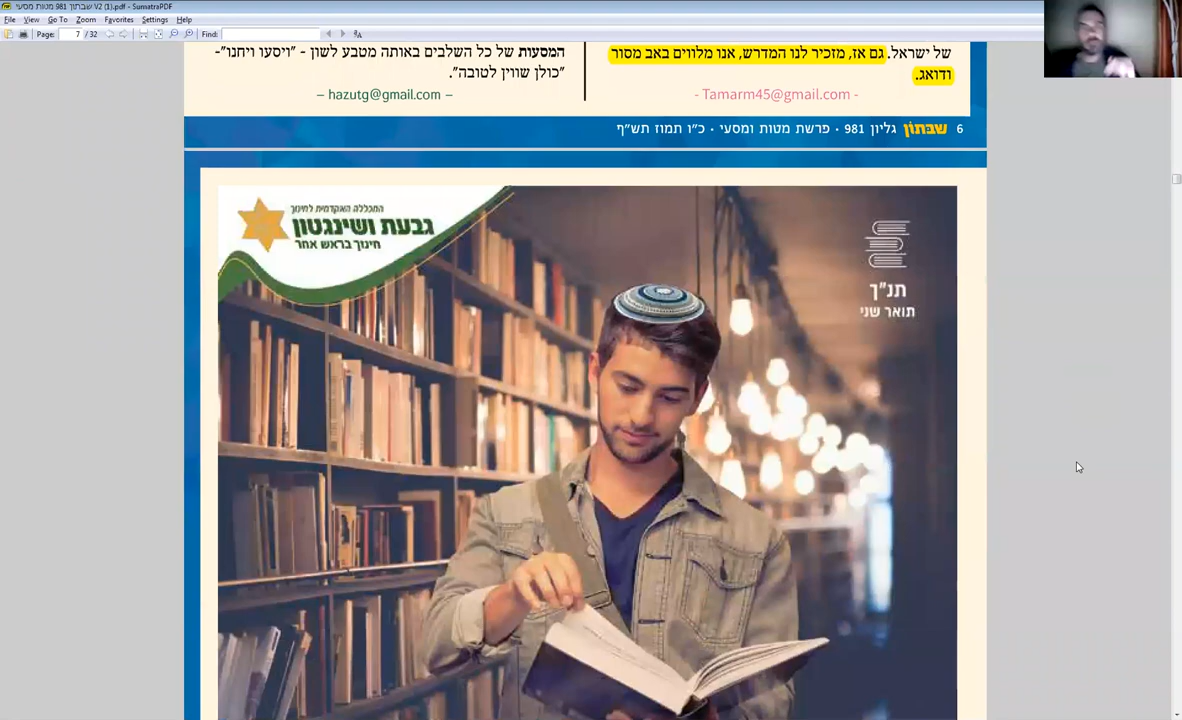 שבתון 981 מטות מסעי V2 (1).pdf - SumatraPDF
File View Go To Zoom Favorites Settings Help
Page: 7 / 32 Find:
של ישראל. גם אז, מזכיר לנו המדרש, אנו מלווים באב מסור
ודואג.
- Tamarm45@gmail.com -
המסעות של כל השלבים באותה מטבע לשון - "ויסעו ויחנו"-
"כולן שווין לטובה".
– hazutg@gmail.com –
6 שבתון גליון 981 · פרשת מטות ומסעי · כ"ו תמוז תש"ף
המכללה האקדמית לחינוך
גבעת ושינגטון
חינוך בראש אחר
תנ"ך
תואר שני